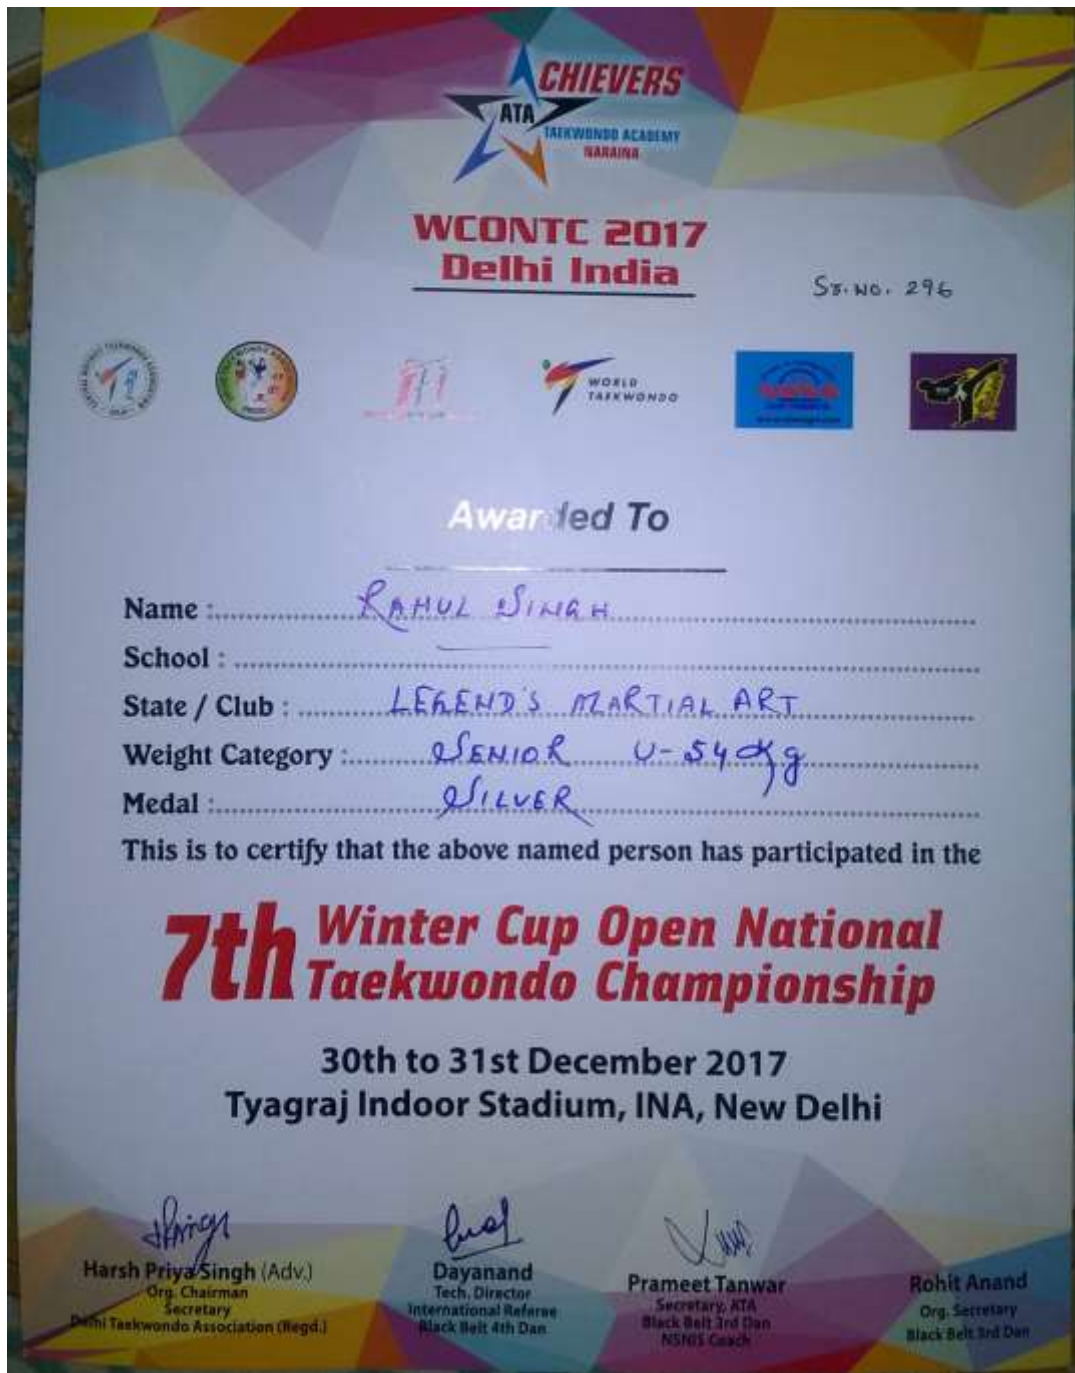 ACHIEVERS
ATA
TAEKWONDO ACADEMY
NARAINA
WCONTC 2017
Delhi India
Sr. NO. 296
WORLD
TAEKWONDO
Awarded To
Name : RAHUL SINGH
School : —
State / Club : LEGEND'S MARTIAL ART
Weight Category : SENIOR U-54 Kg
Medal : SILVER
This is to certify that the above named person has participated in the
7th Winter Cup Open National
Taekwondo Championship
30th to 31st December 2017
Tyagraj Indoor Stadium, INA, New Delhi
Harsh Priya Singh (Adv.)
Org. Chairman
Secretary
Delhi Taekwondo Association (Regd.)
Dayanand
Tech. Director
International Referee
Black Belt 4th Dan
Prameet Tanwar
Secretary, ATA
Black Belt 3rd Dan
NSNIS Coach
Rohit Anand
Org. Secretary
Black Belt 3rd Dan